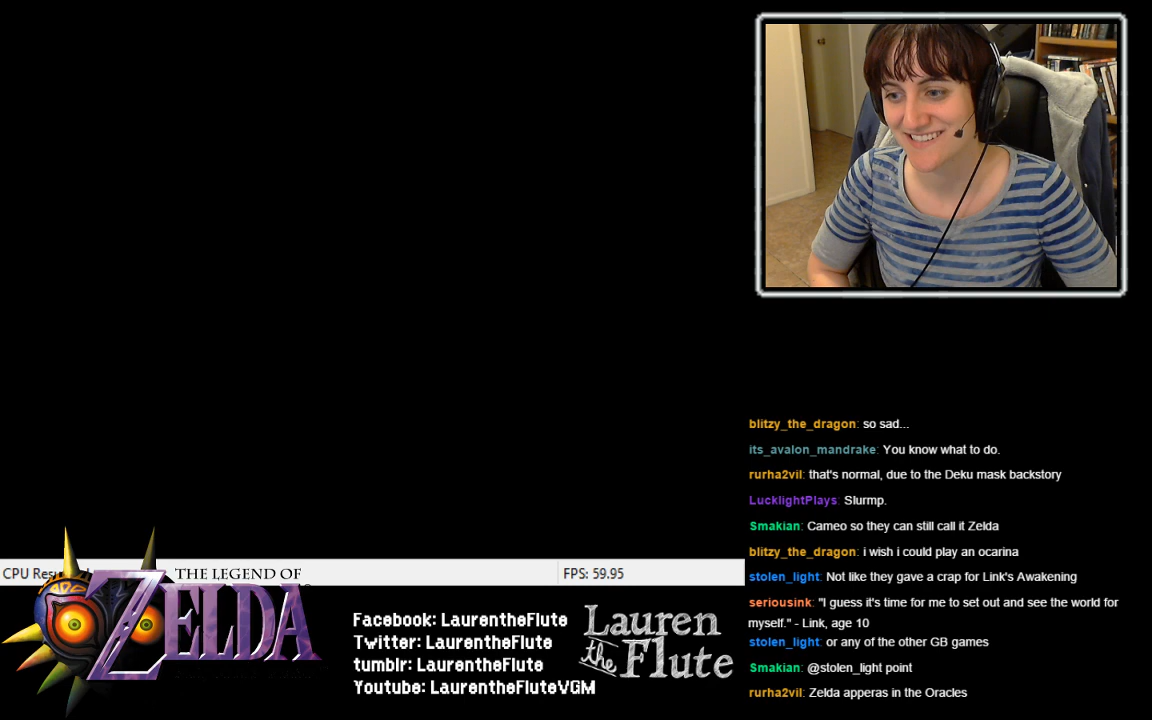 blitzy_the_dragon: so sad...
its_avalon_mandrake: You know what to do.
rurha2vil: that's normal, due to the Deku mask backstory
LucklightPlays: Slurmp.
Smakian: Cameo so they can still call it Zelda
blitzy_the_dragon: i wish i could play an ocarina
stolen_light: Not like they gave a crap for Link's Awakening
seriousink: "I guess it's time for me to set out and see the world for
myself." - Link, age 10
stolen_light: or any of the other GB games
Smakian: @stolen_light point
rurha2vil: Zelda apperas in the Oracles
CPU
FPS: 59.95
THE LEGEND OF
ZELDA
Facebook: LaurentheFlute
Twitter: LaurentheFlute
tumblr: LaurentheFlute
Youtube: LaurentheFluteVGM
Lauren
the Flute